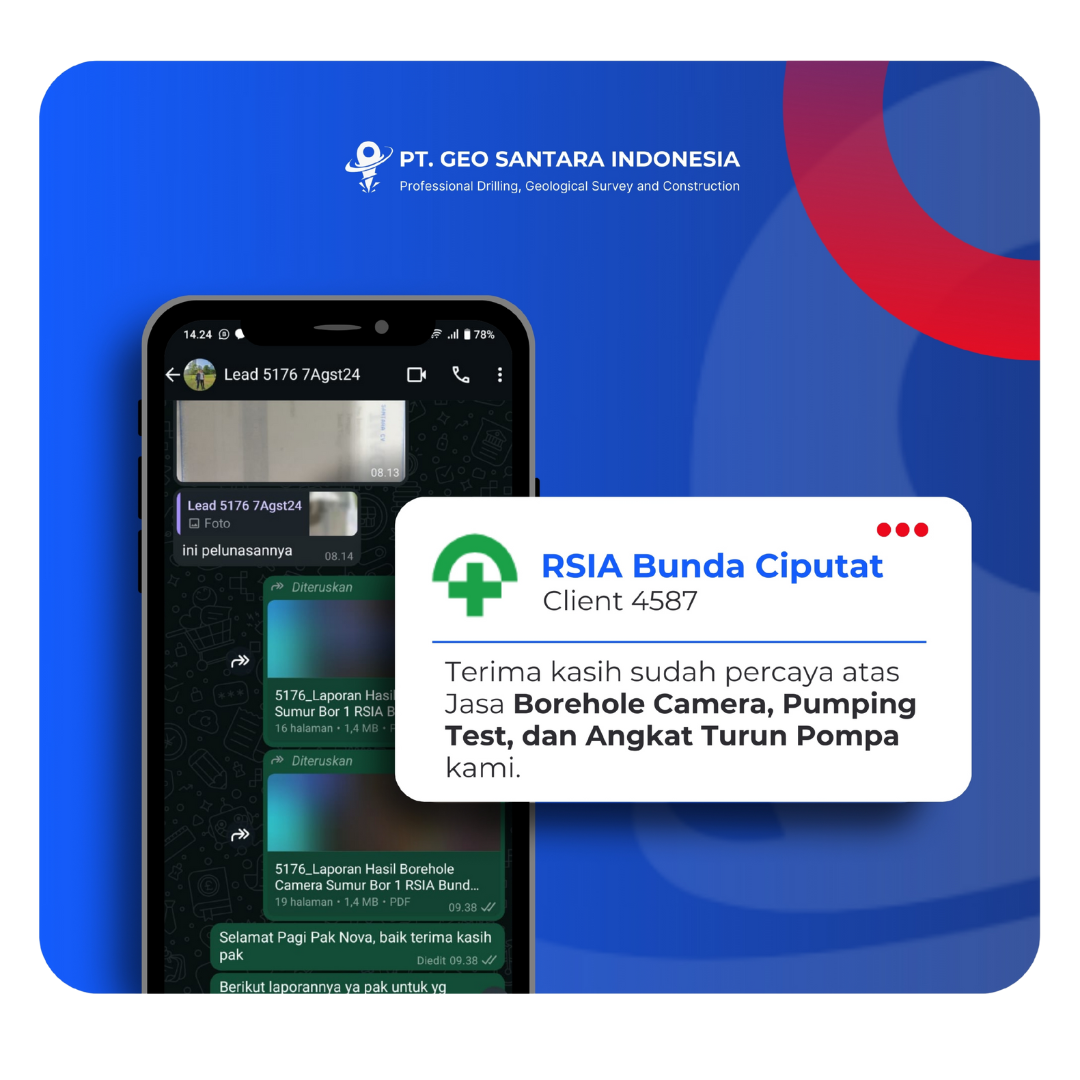 PT. GEO SANTARA INDONESIA
Professional Drilling, Geological Survey and Construction
14.24
78%
Lead 5176 7Agst24
08.13
Lead 5176 7Agst24
Foto
ini pelunasannya
08.14
Diteruskan
5176_Laporan Hasil
Sumur Bor 1 RSIA B
16 halaman • 1,4 MB •
Diteruskan
5176_Laporan Hasil Borehole
Camera Sumur Bor 1 RSIA Bund...
19 halaman • 1,4 MB • PDF
09.38
Selamat Pagi Pak Nova, baik terima kasih
pak
Diedit 09.38
Berikut laporannya ya pak untuk yg
RSIA Bunda Ciputat
Client 4587
Terima kasih sudah percaya atas
Jasa Borehole Camera, Pumping
Test, dan Angkat Turun Pompa
kami.